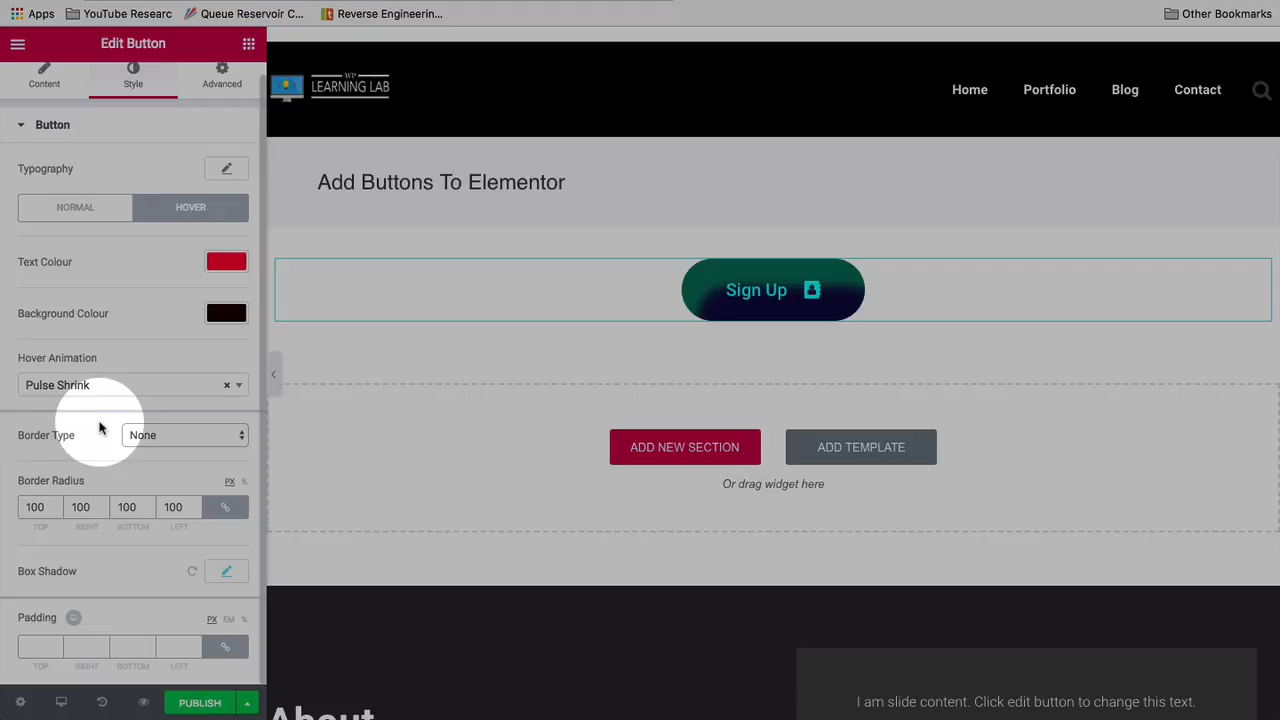 Apps
YouTube Researc
Queue Reservoir C...
Reverse Engineerin...
Other Bookmarks
Edit Button
Content
Style
Advanced
Button
Typography
NORMAL
HOVER
Text Colour
Background Colour
Hover Animation
Pulse Shrink
Border Type
None
Border Radius
PX %
100 100 100 100
TOP RIGHT BOTTOM LEFT
Box Shadow
Padding
PX EM %
TOP RIGHT BOTTOM LEFT
PUBLISH
WP
LEARNING LAB
Home
Portfolio
Blog
Contact
Add Buttons To Elementor
Sign Up
ADD NEW SECTION
ADD TEMPLATE
Or drag widget here
About
I am slide content. Click edit button to change this text.